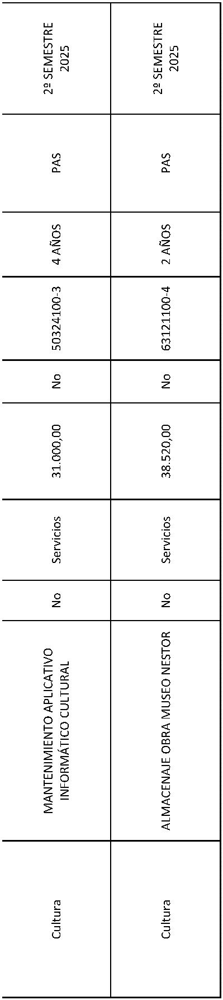 Cultura
MANTENIMIENTO APLICATIVO
INFORMÁTICO CULTURAL
No
Servicios
31.000,00
No
50324100-3
4 AÑOS
PAS
2º SEMESTRE
2025
Cultura
ALMACENAJE OBRA MUSEO NESTOR
No
Servicios
38.520,00
No
63121100-4
2 AÑOS
PAS
2º SEMESTRE
2025